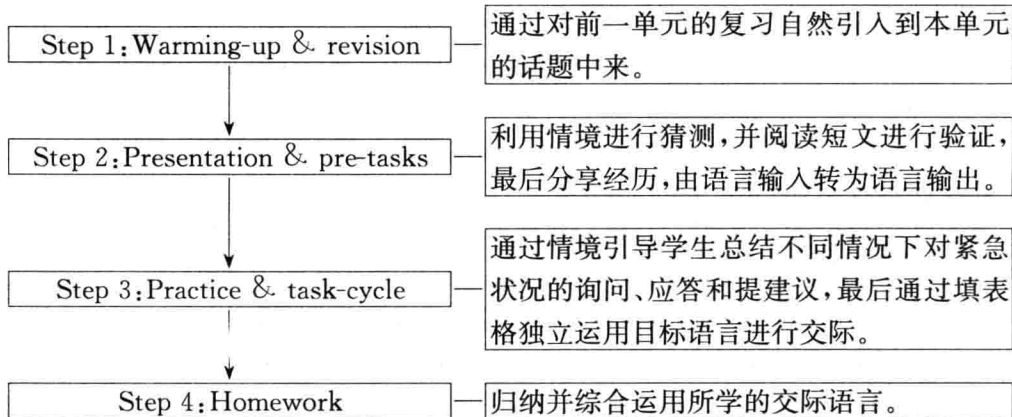 Step 1:Warming-up & revision
通过对前一单元的复习自然引入到本单元
的话题中来。
Step 2:Presentation & pre-tasks
利用情境进行猜测,并阅读短文进行验证,
最后分享经历,由语言输入转为语言输出。
Step 3:Practice & task-cycle
通过情境引导学生总结不同情况下对紧急
状况的询问、应答和提建议,最后通过填表
格独立运用目标语言进行交际。
Step 4:Homework
归纳并综合运用所学的交际语言。